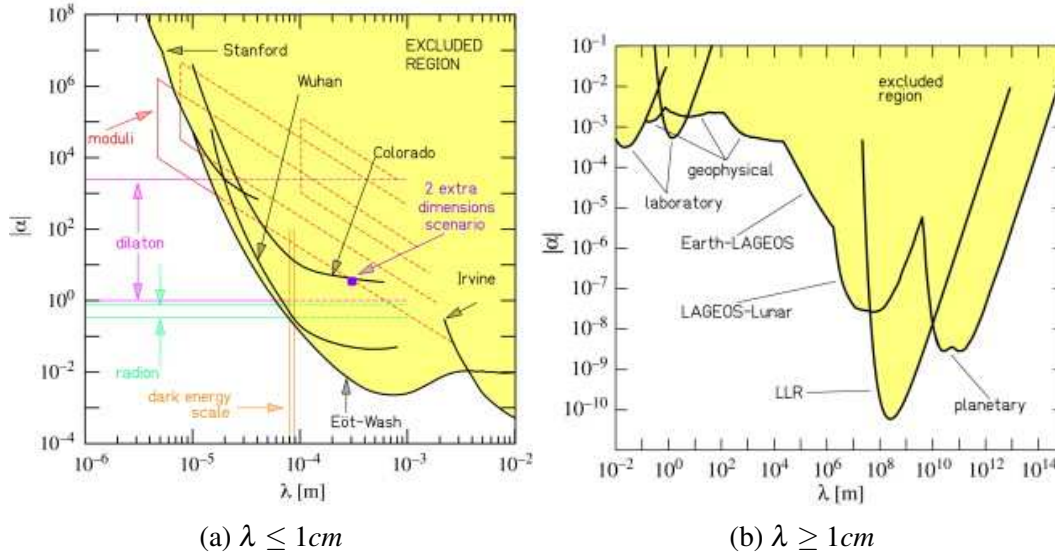 10^8
10^6
10^4
10^2
10^0
10^-2
10^-4
|α|
Stanford
EXCLUDED
REGION
Wuhan
moduli
Colorado
2 extra
dimensions
scenario
dilaton
Irvine
radion
dark energy
scale
Eöt-Wash
10^-6
10^-5
10^-4
10^-3
10^-2
λ [m]
(a) λ ≤ 1cm
10^-1
10^-3
10^-4
10^-5
10^-6
10^-7
10^-8
10^-9
10^-10
|α|
excluded
region
geophysical
laboratory
Earth-LAGEOS
LAGEOS-Lunar
LLR
planetary
10^-2
10^0
10^2
10^4
10^6
10^8
10^10
10^12
10^14
λ [m]
(b) λ ≥ 1cm